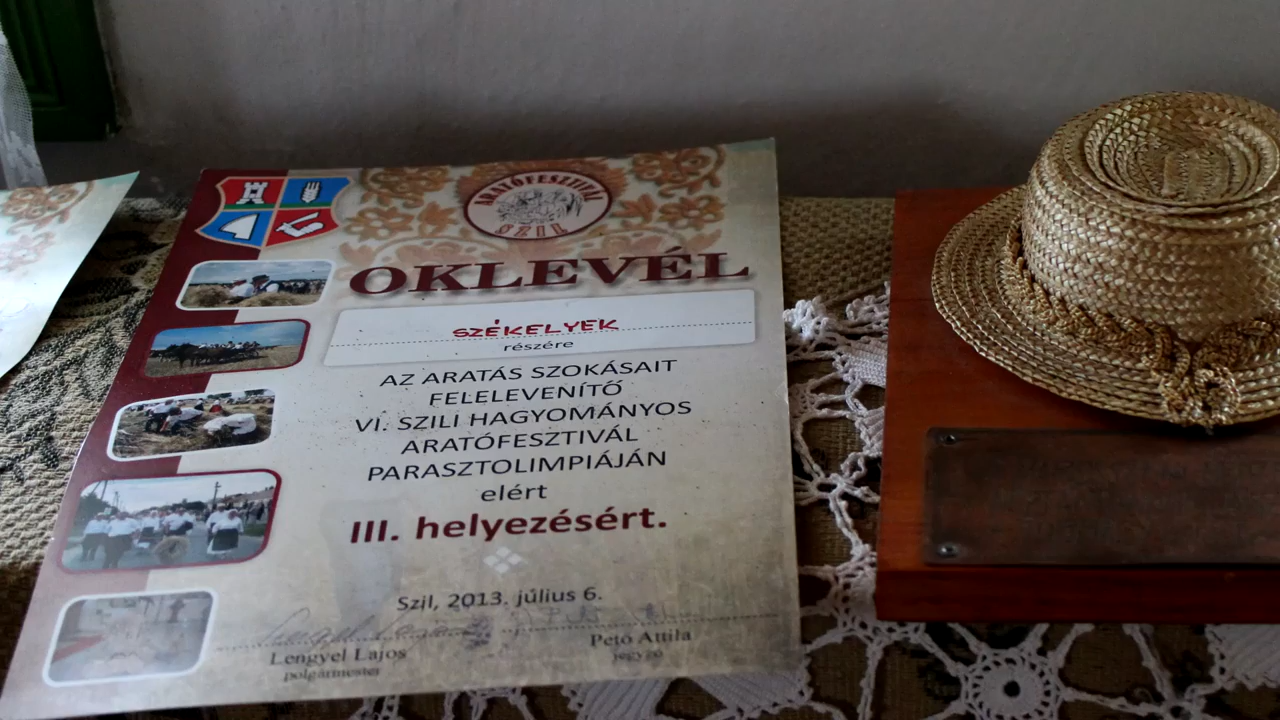 ARATÓFESZTIVÁL
SZIL
OKLEVÉL
SZÉKELYEK
részére
AZ ARATÁS SZOKÁSAIT
FELELEVENÍTŐ
VI. SZILI HAGYOMÁNYOS
ARATÓFESZTIVÁL
PARASZTOLIMPIÁJÁN
elért
III. helyezésért.
Szil, 2013. július 6.
Lengyel Lajos
polgármester
Pető Attila
jegyző